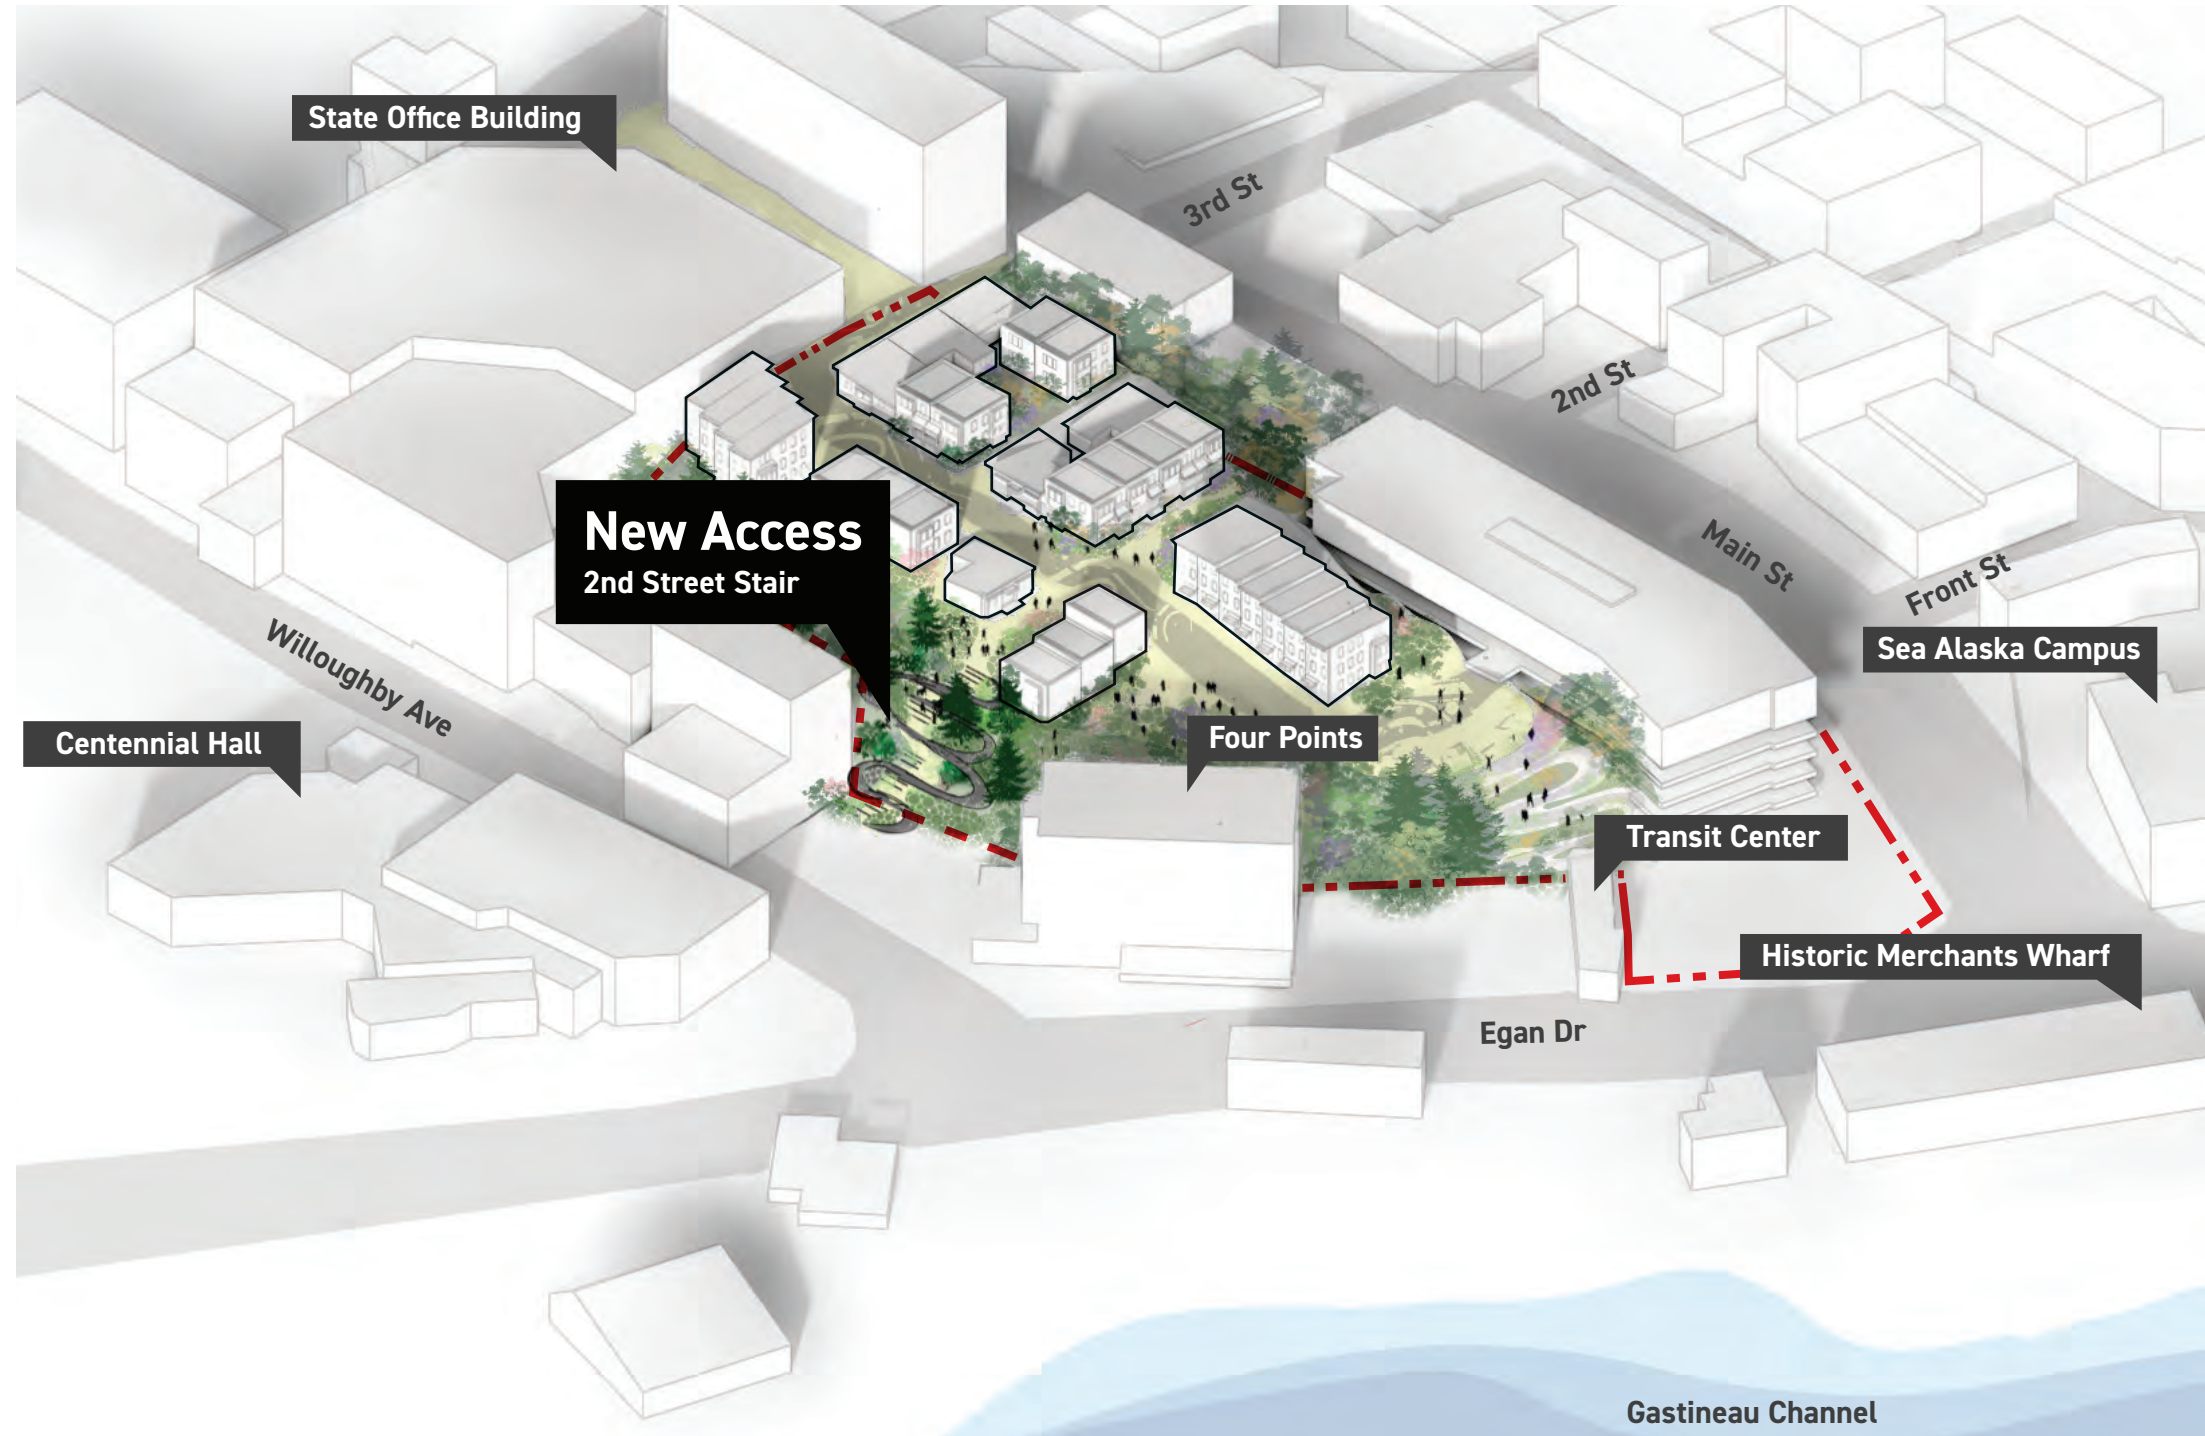 State Office Building
3rd St
2nd St
New Access
2nd Street Stair
Main St
Front St
Willoughby Ave
Sea Alaska Campus
Centennial Hall
Four Points
Transit Center
Historic Merchants Wharf
Egan Dr
Gastineau Channel